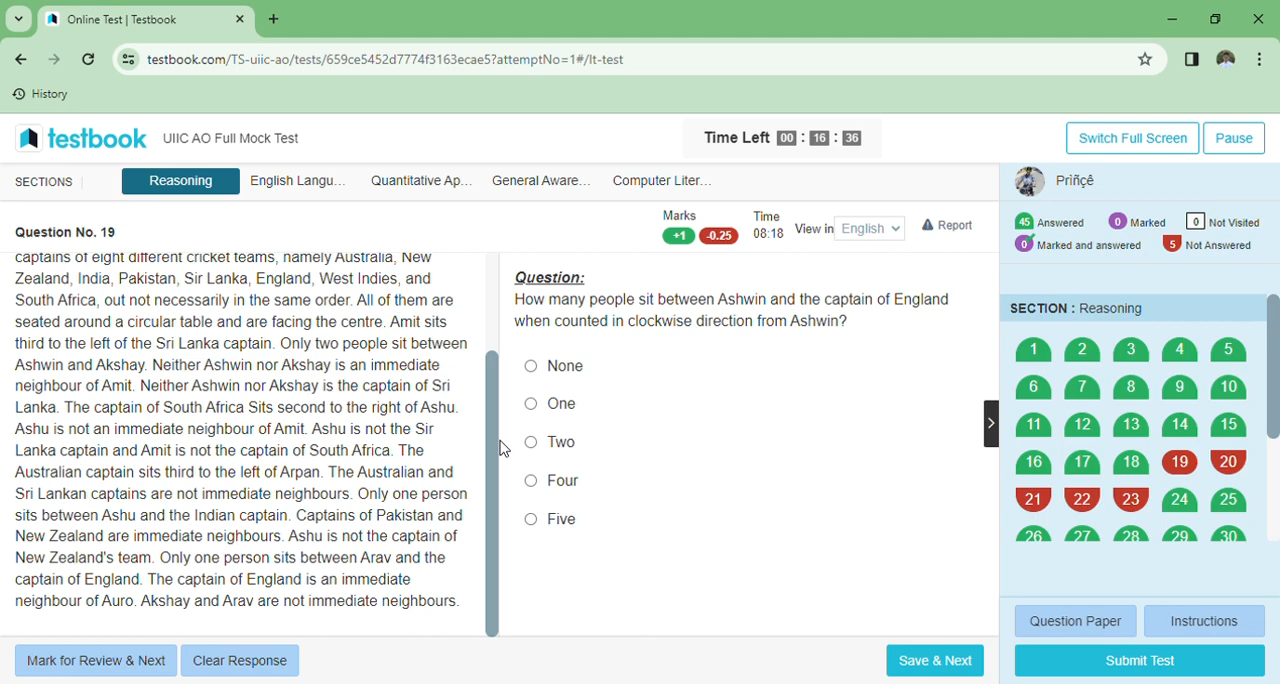 Online Test | Testbook
testbook.com/TS-uiic-ao/tests/659ce5452d7774f3163ecae5?attemptNo=1#/lt-test
History
testbook UIIC AO Full Mock Test
Time Left 00 : 16 : 36
Switch Full Screen
Pause
SECTIONS
Reasoning
English Langu...
Quantitative Ap...
General Aware...
Computer Liter...
Prïñçê
Question No. 19
Marks
+1 -0.25
Time
08:18
View in English
Report
45 Answered
0 Marked
0 Not Visited
0 Marked and answered
5 Not Answered
captains of eight different cricket teams, namely Australia, New
Zealand, India, Pakistan, Sir Lanka, England, West Indies, and
South Africa, out not necessarily in the same order. All of them are
seated around a circular table and are facing the centre. Amit sits
third to the left of the Sri Lanka captain. Only two people sit between
Ashwin and Akshay. Neither Ashwin nor Akshay is an immediate
neighbour of Amit. Neither Ashwin nor Akshay is the captain of Sri
Lanka. The captain of South Africa Sits second to the right of Ashu.
Ashu is not an immediate neighbour of Amit. Ashu is not the Sir
Lanka captain and Amit is not the captain of South Africa. The
Australian captain sits third to the left of Arpan. The Australian and
Sri Lankan captains are not immediate neighbours. Only one person
sits between Ashu and the Indian captain. Captains of Pakistan and
New Zealand are immediate neighbours. Ashu is not the captain of
New Zealand's team. Only one person sits between Arav and the
captain of England. The captain of England is an immediate
neighbour of Auro. Akshay and Arav are not immediate neighbours.
Question:
How many people sit between Ashwin and the captain of England
when counted in clockwise direction from Ashwin?
None
One
Two
Four
Five
SECTION : Reasoning
1 2 3 4 5
6 7 8 9 10
11 12 13 14 15
16 17 18 19 20
21 22 23 24 25
26 27 28 29 30
Question Paper
Instructions
Mark for Review & Next
Clear Response
Save & Next
Submit Test